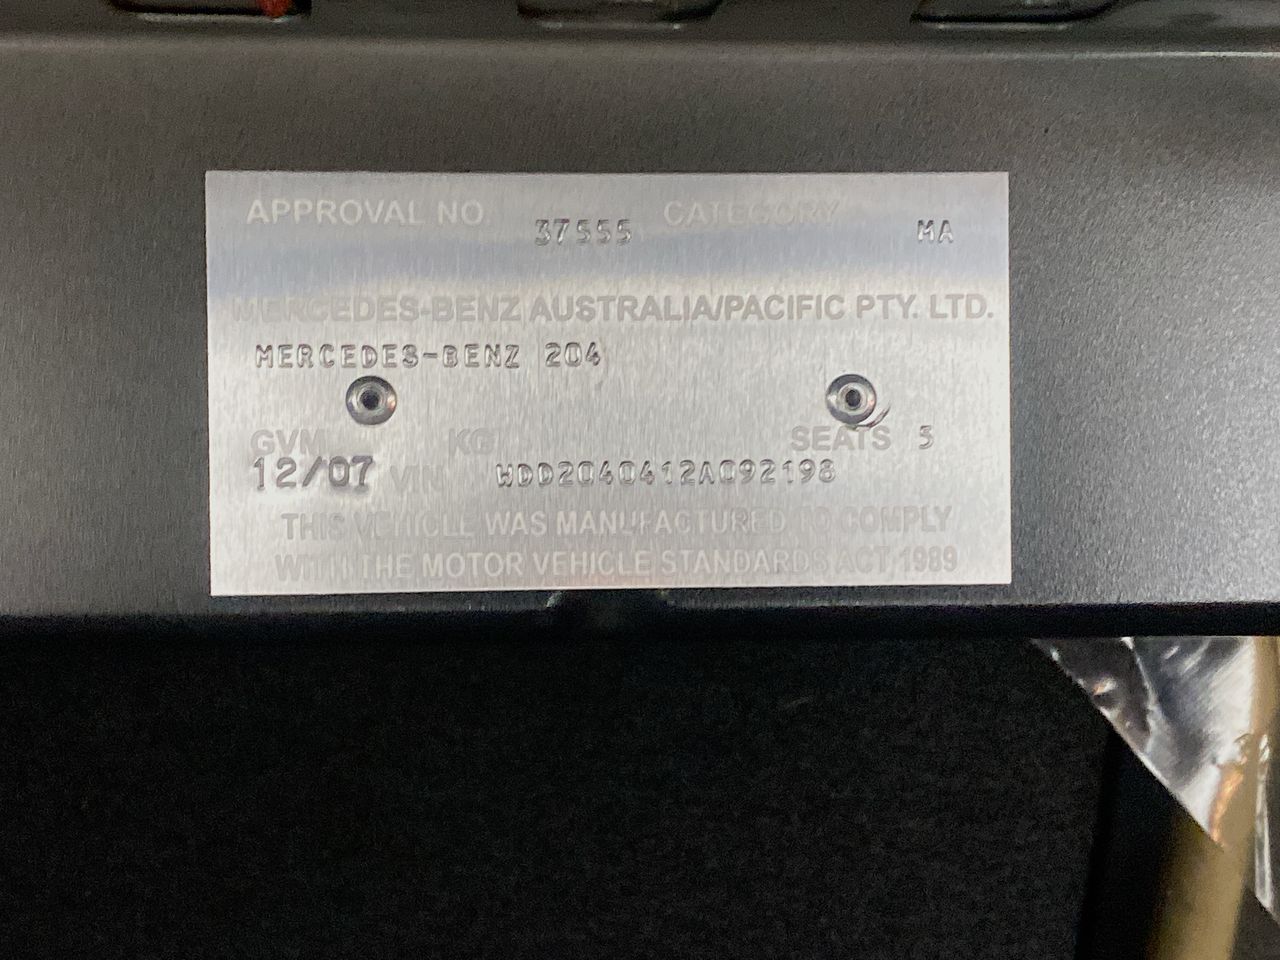 APPROVAL NO. 37555 CATEGORY MA
MERCEDES-BENZ AUSTRALIA/PACIFIC PTY. LTD.
MERCEDES-BENZ 204
GVM KG SEATS 5
12/07 VIN WDD2040412A092198
THIS VEHICLE WAS MANUFACTURED TO COMPLY
WITH THE MOTOR VEHICLE STANDARDS ACT 1989